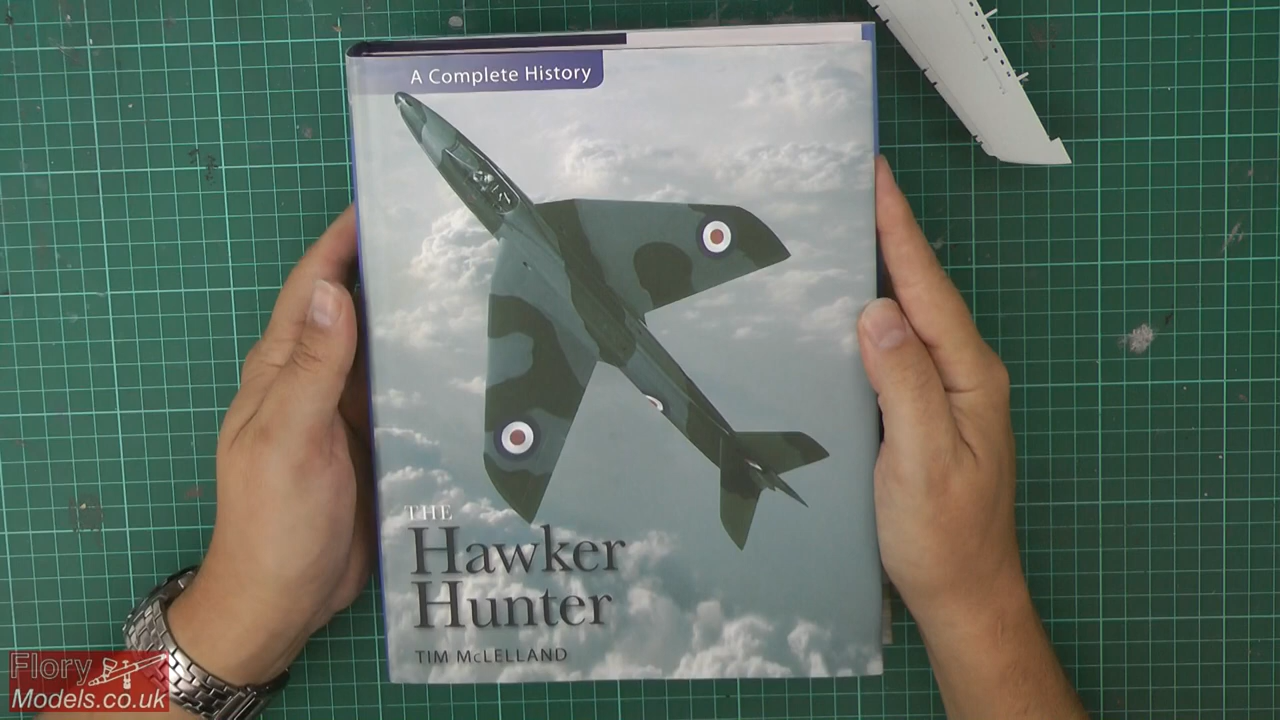 A Complete History
THE
Hawker
Hunter
TIM McLELLAND
Flory
Models.co.uk